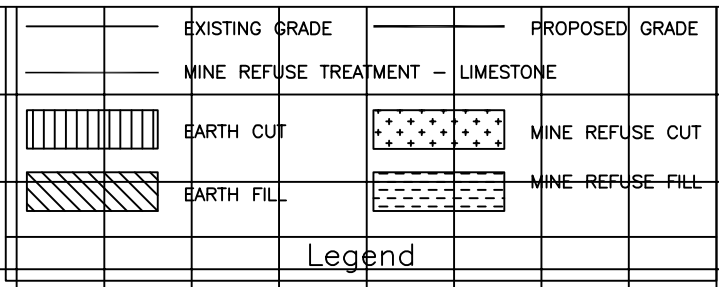 EXISTING GRADE PROPOSED GRADE
MINE REFUSE TREATMENT – LIMESTONE
EARTH CUT MINE REFUSE CUT
EARTH FILL MINE REFUSE FILL
Legend